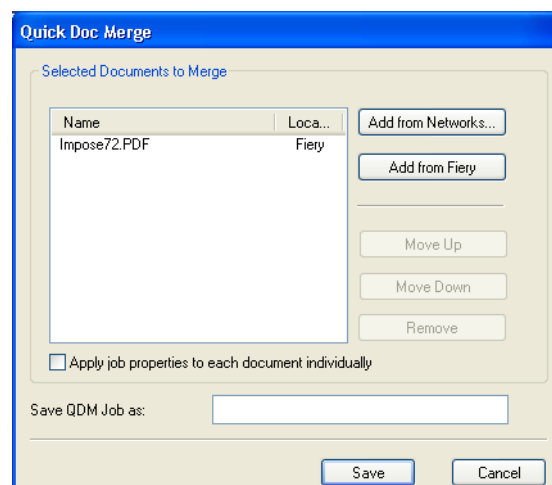 Quick Doc Merge
Selected Documents to Merge
Name Loca...
Impose72.PDF Fiery
Add from Networks...
Add from Fiery
Move Up
Move Down
Remove
Apply job properties to each document individually
Save QDM Job as:
Save Cancel